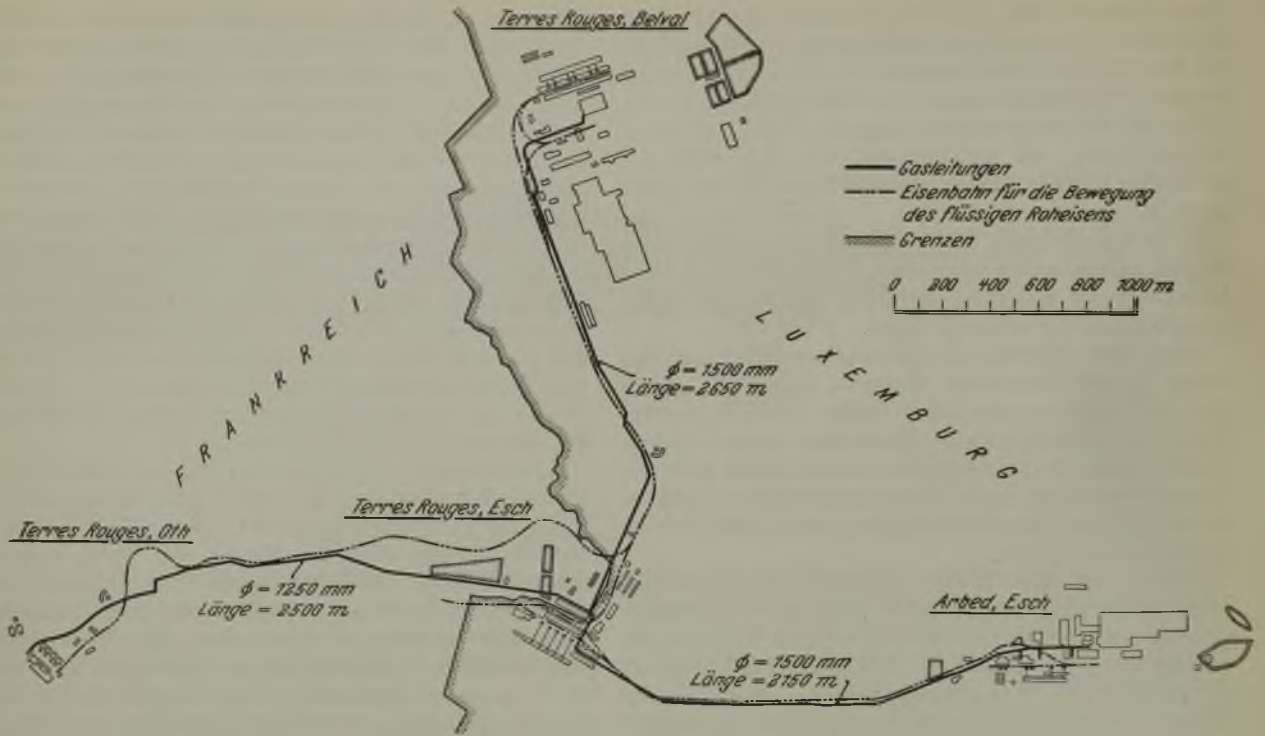 Terres Rouges, Belval
Gasleitungen
Eisenbahn für die Bewegung
des flüssigen Roheisens
Grenzen
0 200 400 600 800 1000 m
FRANKREICH
LUXEMBURG
ϕ = 1500 mm
Länge = 2650 m
Terres Rouges, Esch
Terres Rouges, Oth
ϕ = 1250 mm
Länge = 2500 m
Arbed, Esch
ϕ = 1500 mm
Länge = 2150 m